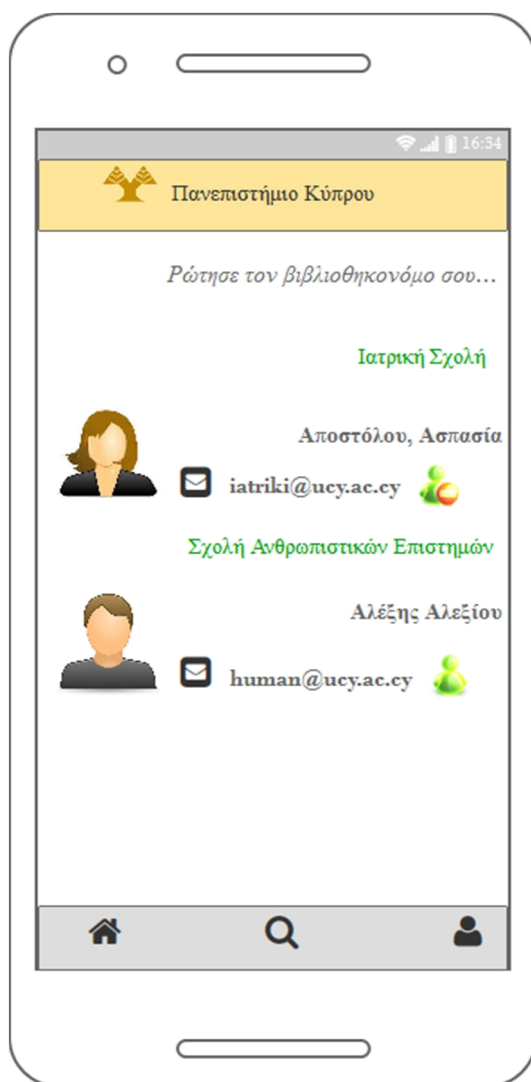 16:34
Πανεπιστήμιο Κύπρου
Ρώτησε τον βιβλιοθηκονόμο σου...
Ιατρική Σχολή
Αποστόλου, Ασπασία
iatriki@ucy.ac.cy
Σχολή Ανθρωπιστικών Επιστημών
Αλέξης Αλεξίου
human@ucy.ac.cy